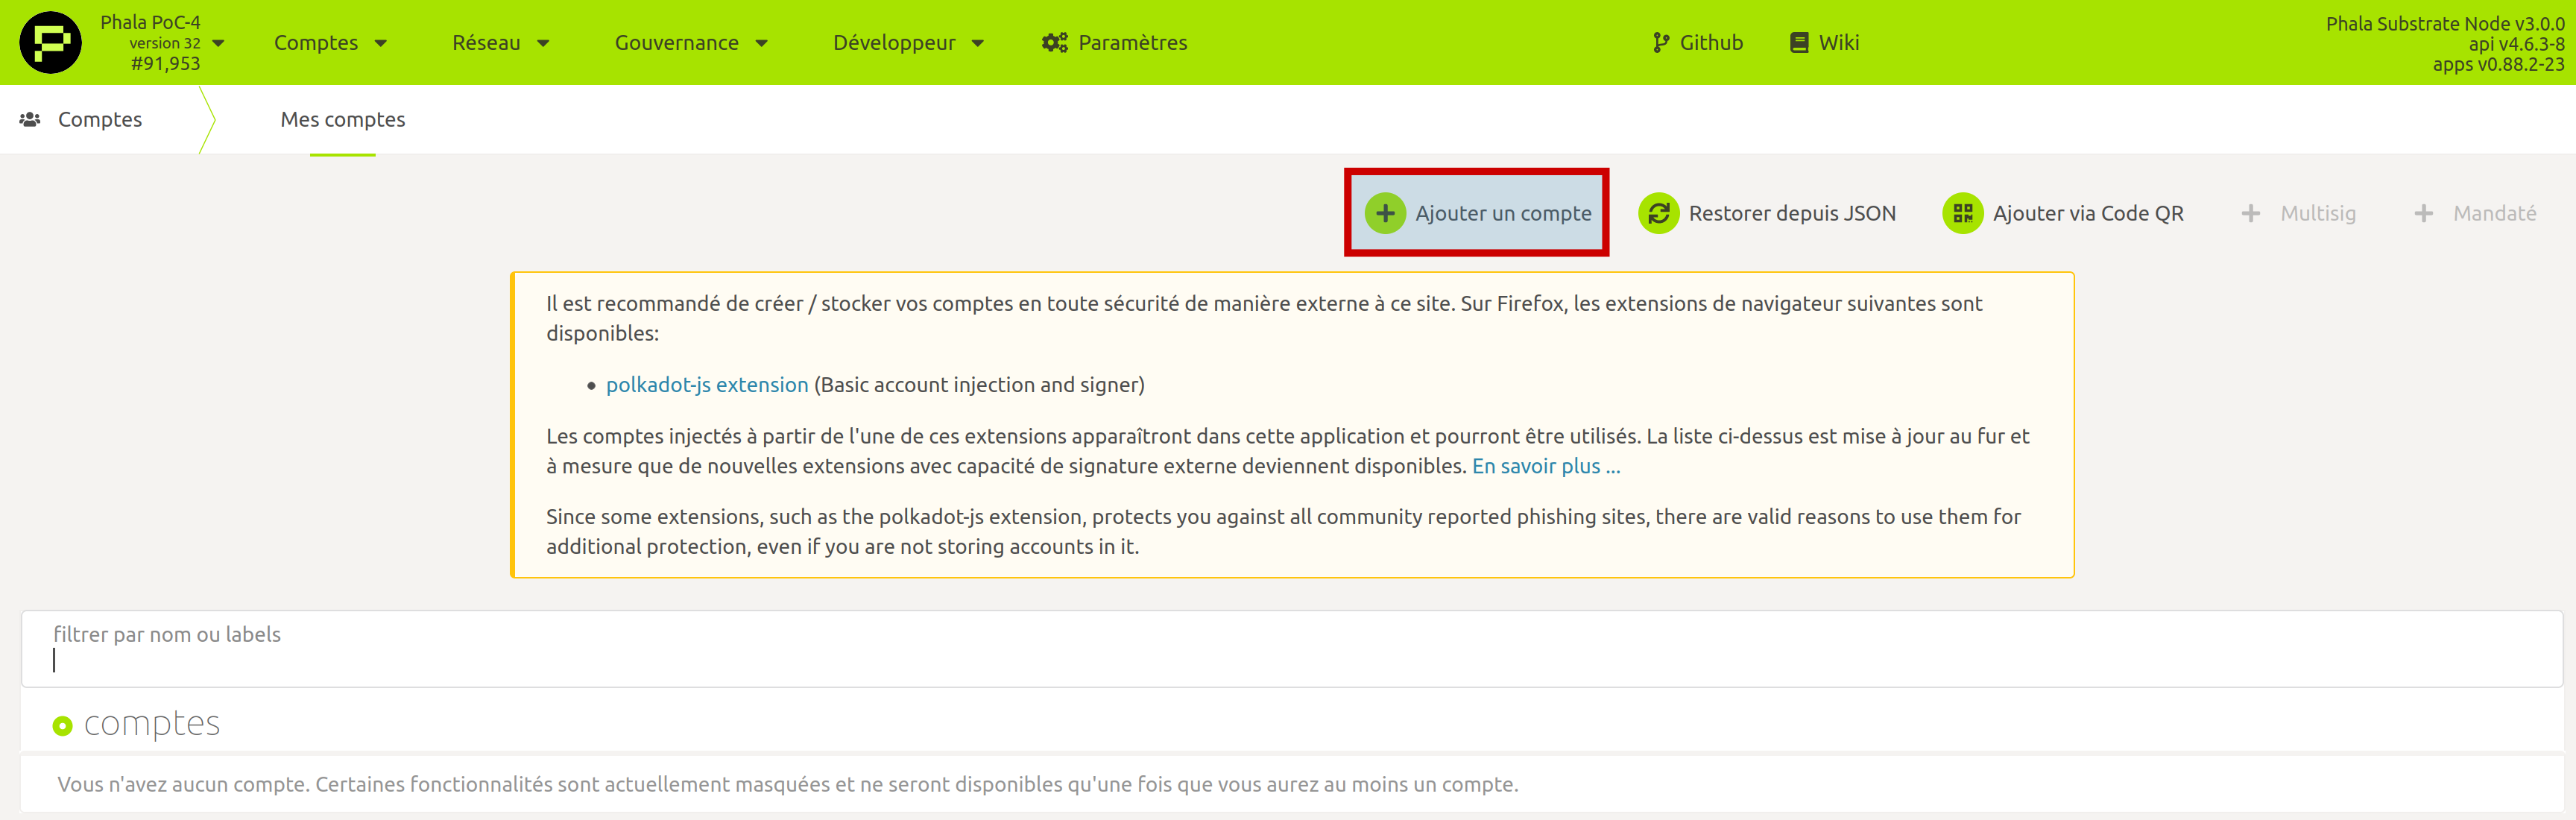 Phala PoC-4
version 32
#91,953
Comptes
Réseau
Gouvernance
Développeur
Paramètres
Github
Wiki
Phala Substrate Node v3.0.0
api v4.6.3-8
apps v0.88.2-23
Comptes
Mes comptes
Ajouter un compte
Restorer depuis JSON
Ajouter via Code QR
Multisig
Mandaté
Il est recommandé de créer / stocker vos comptes en toute sécurité de manière externe à ce site. Sur Firefox, les extensions de navigateur suivantes sont
disponibles:
• polkadot-js extension (Basic account injection and signer)
Les comptes injectés à partir de l'une de ces extensions apparaîtront dans cette application et pourront être utilisés. La liste ci-dessus est mise à jour au fur et
à mesure que de nouvelles extensions avec capacité de signature externe deviennent disponibles. En savoir plus ...
Since some extensions, such as the polkadot-js extension, protects you against all community reported phishing sites, there are valid reasons to use them for
additional protection, even if you are not storing accounts in it.
filtrer par nom ou labels
comptes
Vous n'avez aucun compte. Certaines fonctionnalités sont actuellement masquées et ne seront disponibles qu'une fois que vous aurez au moins un compte.